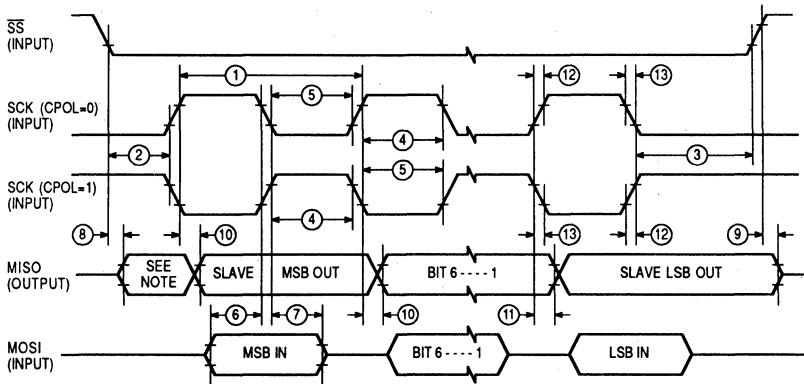 SS
(INPUT)
1
12
13
5
SCK (CPOL=0)
(INPUT)
4
2
3
5
SCK (CPOL=1)
(INPUT)
4
8
10
13
12
9
MISO
(OUTPUT)
SEE
NOTE
SLAVE
MSB OUT
BIT 6 - - - - 1
SLAVE LSB OUT
6
7
10
11
MOSI
(INPUT)
MSB IN
BIT 6 - - - - 1
LSB IN